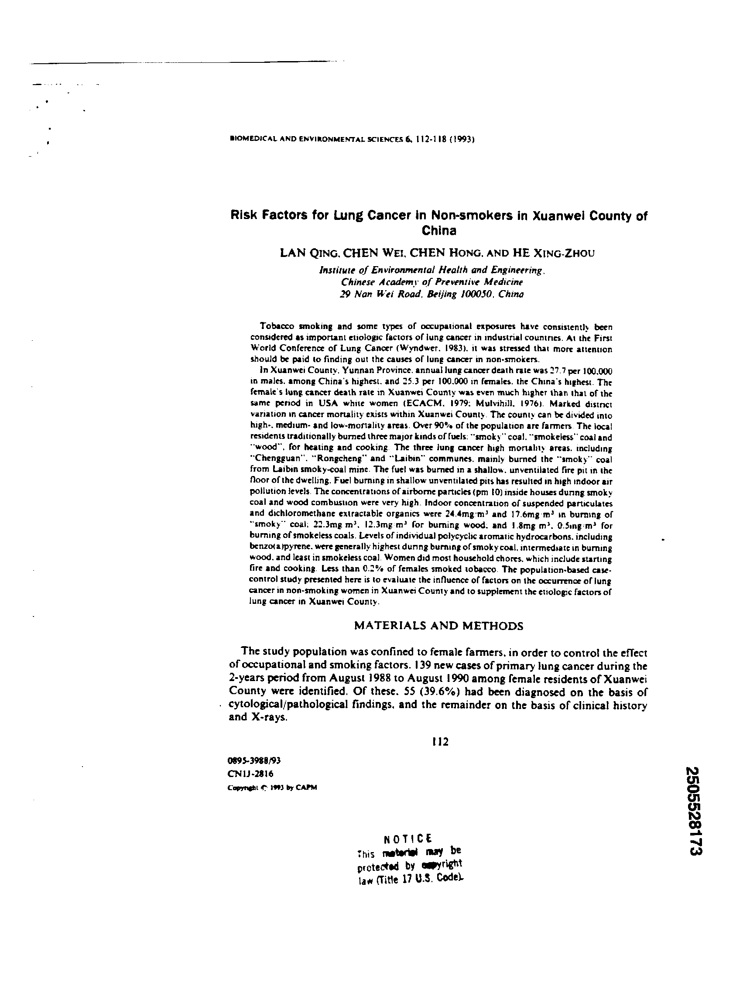 BIOMEDICAL AND ENVIRONMENTAL SCIENCES 6, 112-118 (1993)
Risk Factors for Lung Cancer in Non-smokers in Xuanwei County of
China
LAN QING, CHEN WEI, CHEN HONG, AND HE XING-ZHOU
Institute of Environmental Health and Engineering,
Chinese Academy of Preventive Medicine
29 Nan Wei Road, Beijing 100050, China
Tobacco smoking and some types of occupational exposures have consistently been
considered as important etiologic factors of lung cancer in industrial countries. At the First
World Conference of Lung Cancer (Wyndwer, 1983), it was stressed that more attention
should be paid to finding out the causes of lung cancer in non-smokers.
In Xuanwei County, Yunnan Province, annual lung cancer death rate was 27.7 per 100,000
in males, among China's highest, and 25.3 per 100,000 in females, the China's highest. The
female's lung cancer death rate in Xuanwei County was even much higher than that of the
same period in USA white women (ECACM, 1979; Mulvihill, 1976). Marked district
variation in cancer mortality exists within Xuanwei County. The county can be divided into
high-, medium- and low-mortality areas. Over 90% of the population are farmers. The local
residents traditionally burned three major kinds of fuels: "smoky" coal, "smokeless" coal and
"wood", for heating and cooking. The three lung cancer high mortality areas, including
"Chengguan", "Rongcheng" and "Laibin" communes, mainly burned the "smoky" coal
from Laibin smoky-coal mine. The fuel was burned in a shallow, unventilated fire pit in the
floor of the dwelling. Fuel burning in shallow unventilated pits has resulted in high indoor air
pollution levels. The concentrations of airborne particles (pm 10) inside houses during smoky
coal and wood combustion were very high. Indoor concentration of suspended particulates
and dichloromethane extractable organics were 24.4mg/m³ and 17.6mg m³ in burning of
"smoky" coal; 22.3mg m³, 12.3mg m³ for burning wood; and 1.8mg m³, 0.5mg m³ for
burning of smokeless coals. Levels of individual polycyclic aromatic hydrocarbons, including
benzo(a)pyrene, were generally highest during burning of smoky coal, intermediate in burning
wood, and least in smokeless coal. Women did most household chores, which include starting
fire and cooking. Less than 0.2% of females smoked tobacco. The population-based case-
control study presented here is to evaluate the influence of factors on the occurrence of lung
cancer in non-smoking women in Xuanwei County and to supplement the etiologic factors of
lung cancer in Xuanwei County.
MATERIALS AND METHODS
The study population was confined to female farmers, in order to control the effect
of occupational and smoking factors. 139 new cases of primary lung cancer during the
2-years period from August 1988 to August 1990 among female residents of Xuanwei
County were identified. Of these, 55 (39.6%) had been diagnosed on the basis of
cytological/pathological findings, and the remainder on the basis of clinical history
and X-rays.
112
0895-3988/93
CN11-2816
Copyright © 1993 by CAPM
NOTICE
This material may be
protected by copyright
law (Title 17 U.S. Code).
2505528173